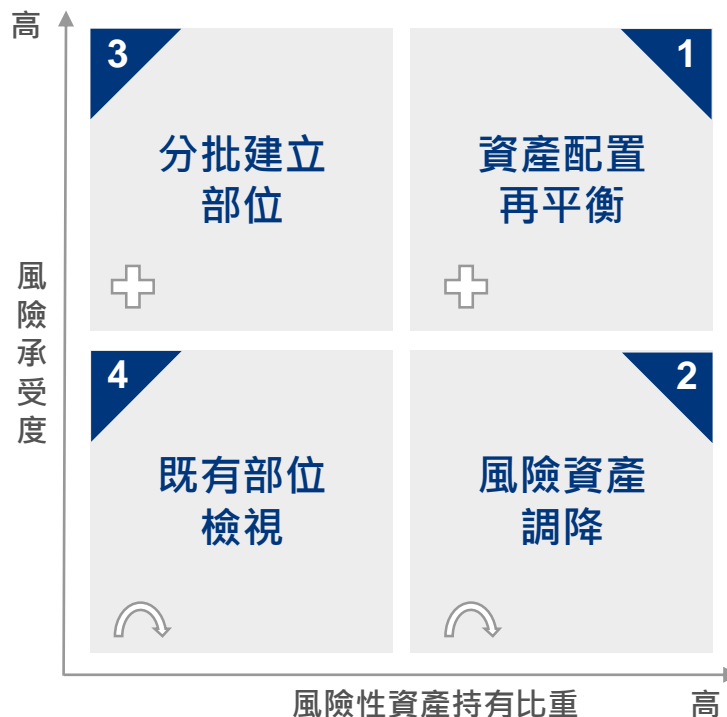 高
3
分批建立
部位
1
資產配置
再平衡
風險承受度
4
既有部位
檢視
2
風險資產
調降
風險性資產持有比重
高